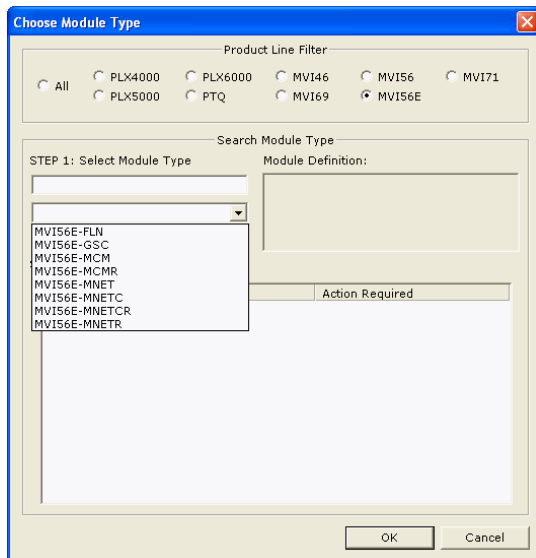 Choose Module Type
Product Line Filter
All
PLX4000
PLX6000
MVI46
MVI56
MVI71
PLX5000
PTQ
MVI69
MVI56E
Search Module Type
STEP 1: Select Module Type
Module Definition:
MVI56E-FLN
MVI56E-GSC
MVI56E-MCM
MVI56E-MCMR
MVI56E-MNET
MVI56E-MNETC
MVI56E-MNETCR
MVI56E-MNETR
Action Required
OK
Cancel